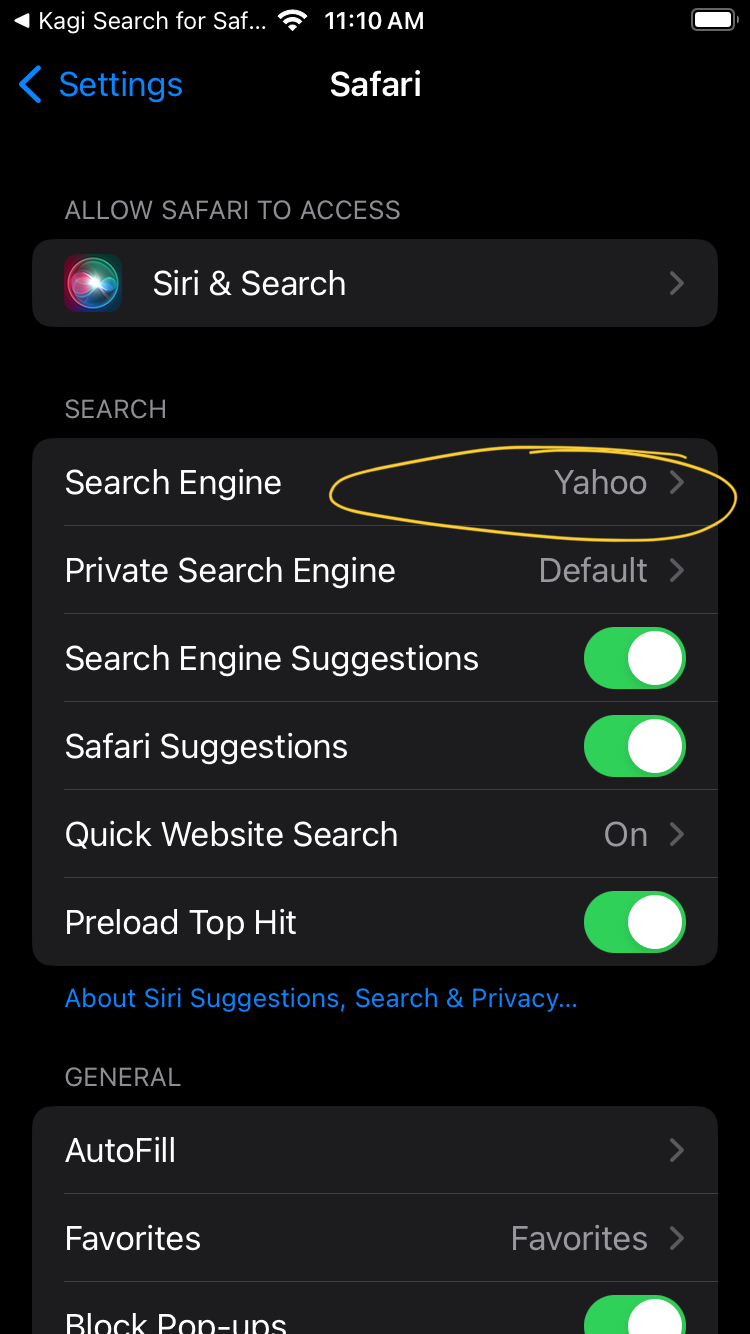 ◀ Kagi Search for Saf... 11:10 AM
Settings Safari
ALLOW SAFARI TO ACCESS
Siri & Search
SEARCH
Search Engine Yahoo
Private Search Engine Default
Search Engine Suggestions
Safari Suggestions
Quick Website Search On
Preload Top Hit
About Siri Suggestions, Search & Privacy...
GENERAL
AutoFill
Favorites Favorites
Block Pop-ups